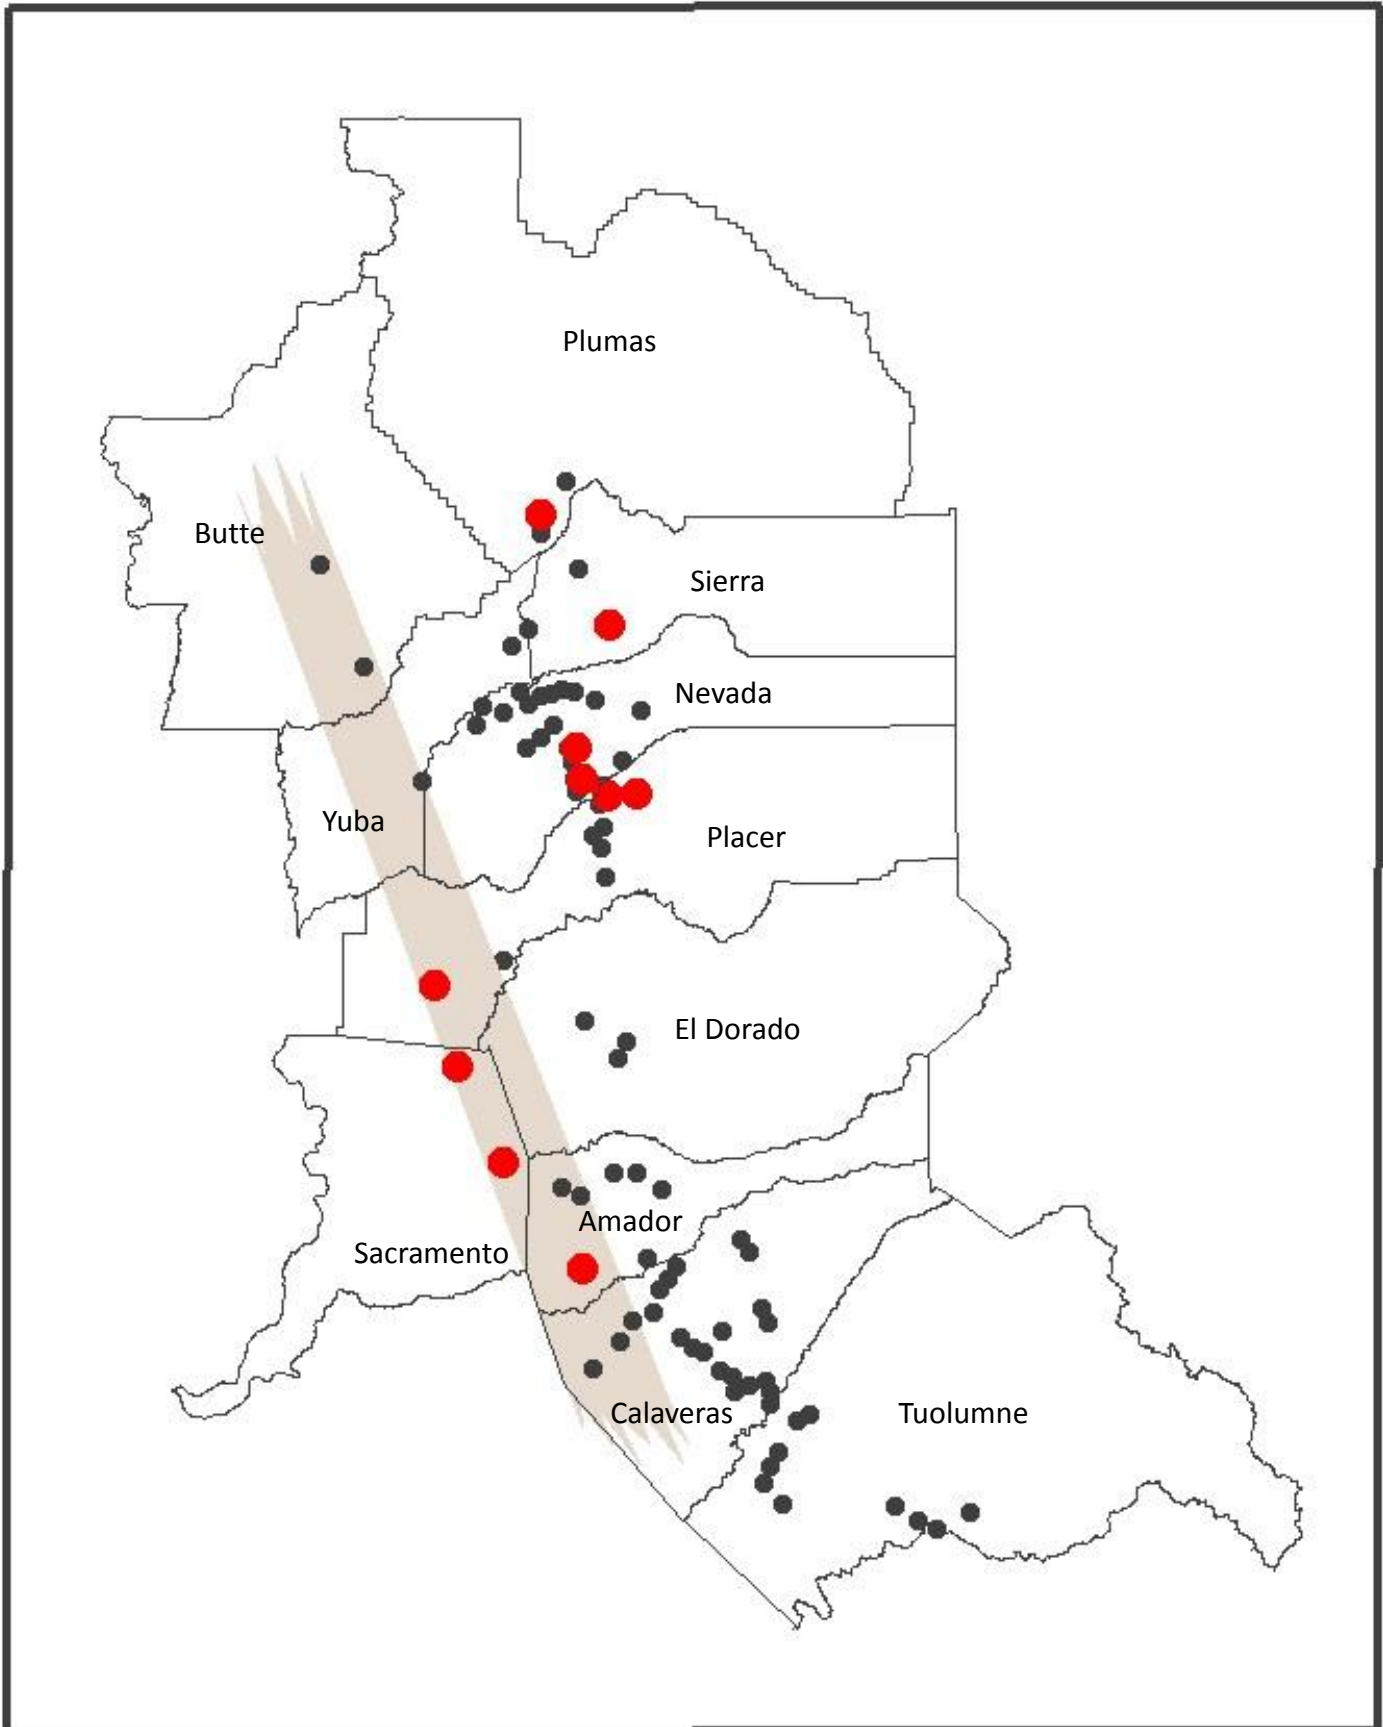 Plumas
Butte
Sierra
Nevada
Yuba
Placer
El Dorado
Amador
Sacramento
Calaveras
Tuolumne